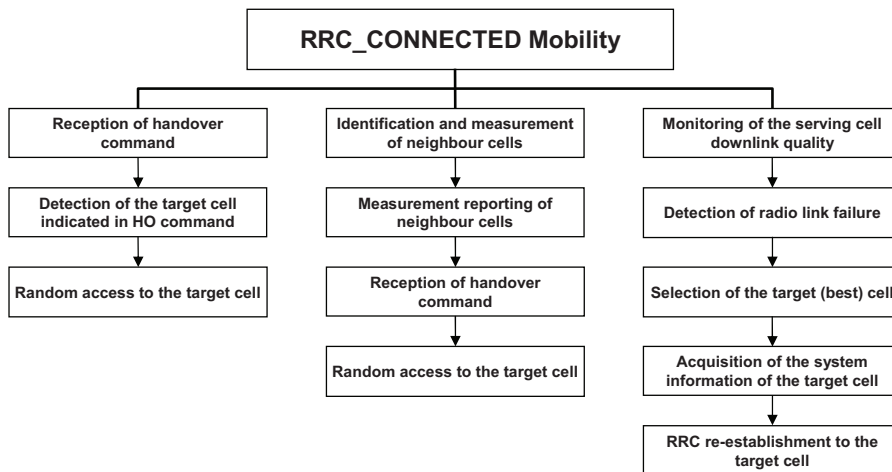 RRC_CONNECTED Mobility
Reception of handover
command
Detection of the target cell
indicated in HO command
Random access to the target cell
Identification and measurement
of neighbour cells
Measurement reporting of
neighbour cells
Reception of handover
command
Random access to the target cell
Monitoring of the serving cell
downlink quality
Detection of radio link failure
Selection of the target (best) cell
Acquisition of the system
information of the target cell
RRC re-establishment to the
target cell